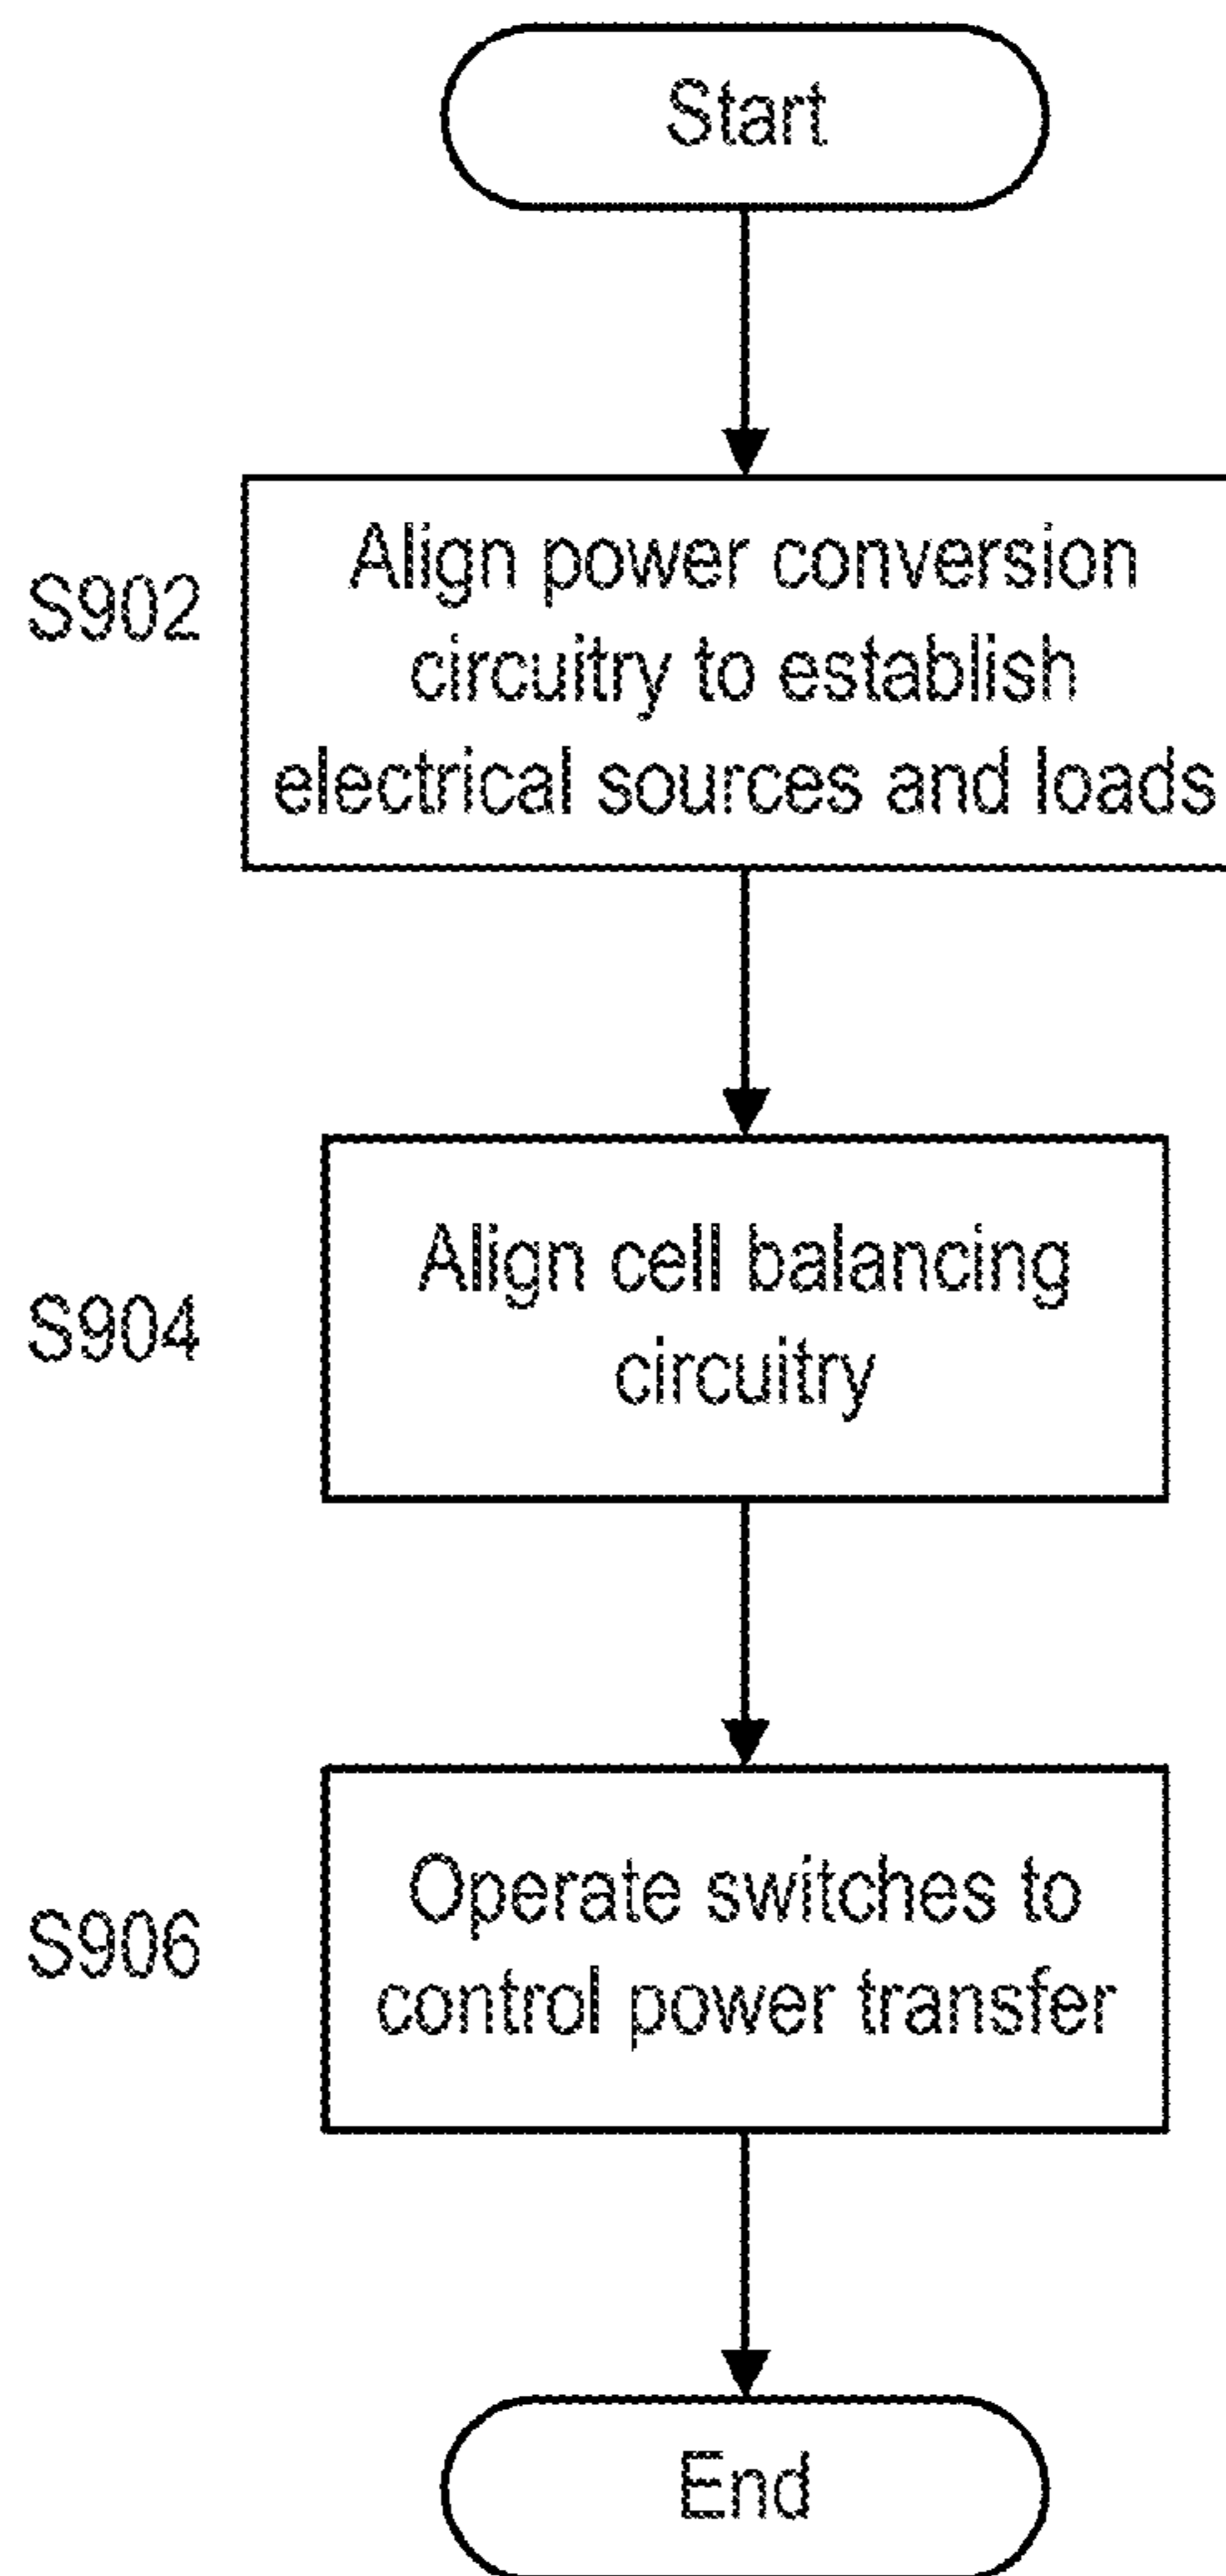 Start
S902
Align power conversion
circuitry to establish
electrical sources and loads
S904
Align cell balancing
circuitry
S906
Operate switches to
control power transfer
End